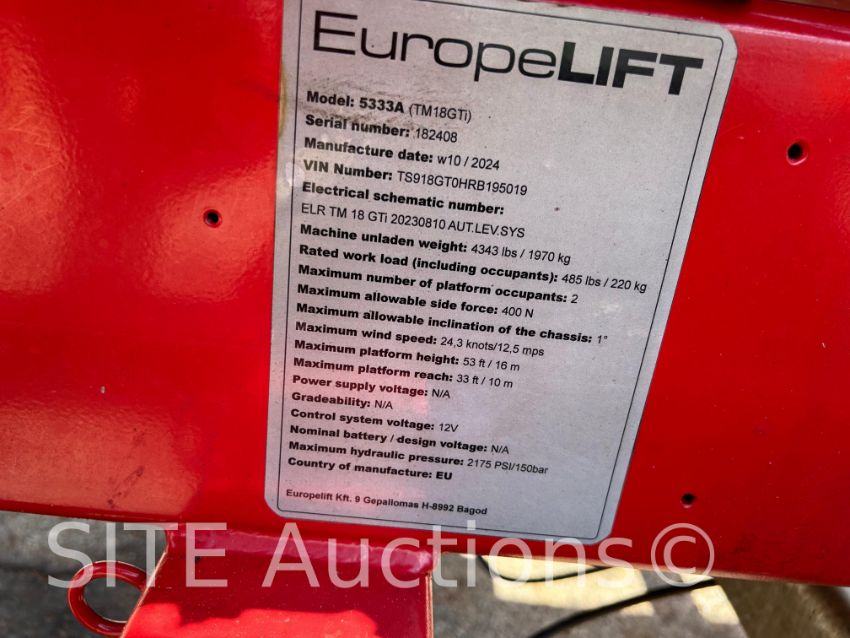 EuropeLIFT
Model: 5333A (TM18GTi)
Serial number: 182408
Manufacture date: w10 / 2024
VIN Number: TS918GT0HRB195019
Electrical schematic number:
ELR TM 18 GTi 20230810 AUT.LEV.SYS
Machine unladen weight: 4343 lbs / 1970 kg
Rated work load (including occupants): 485 lbs / 220 kg
Maximum number of platform occupants: 2
Maximum allowable side force: 400 N
Maximum allowable inclination of the chassis: 1°
Maximum wind speed: 24,3 knots/12,5 mps
Maximum platform height: 53 ft / 16 m
Maximum platform reach: 33 ft / 10 m
Power supply voltage: N/A
Gradeability: N/A
Control system voltage: 12V
Nominal battery / design voltage: N/A
Maximum hydraulic pressure: 2175 PSI/150bar
Country of manufacture: EU
Europelift Kft. 9 Gepallomas H-8992 Bagod
SITE Auctions©